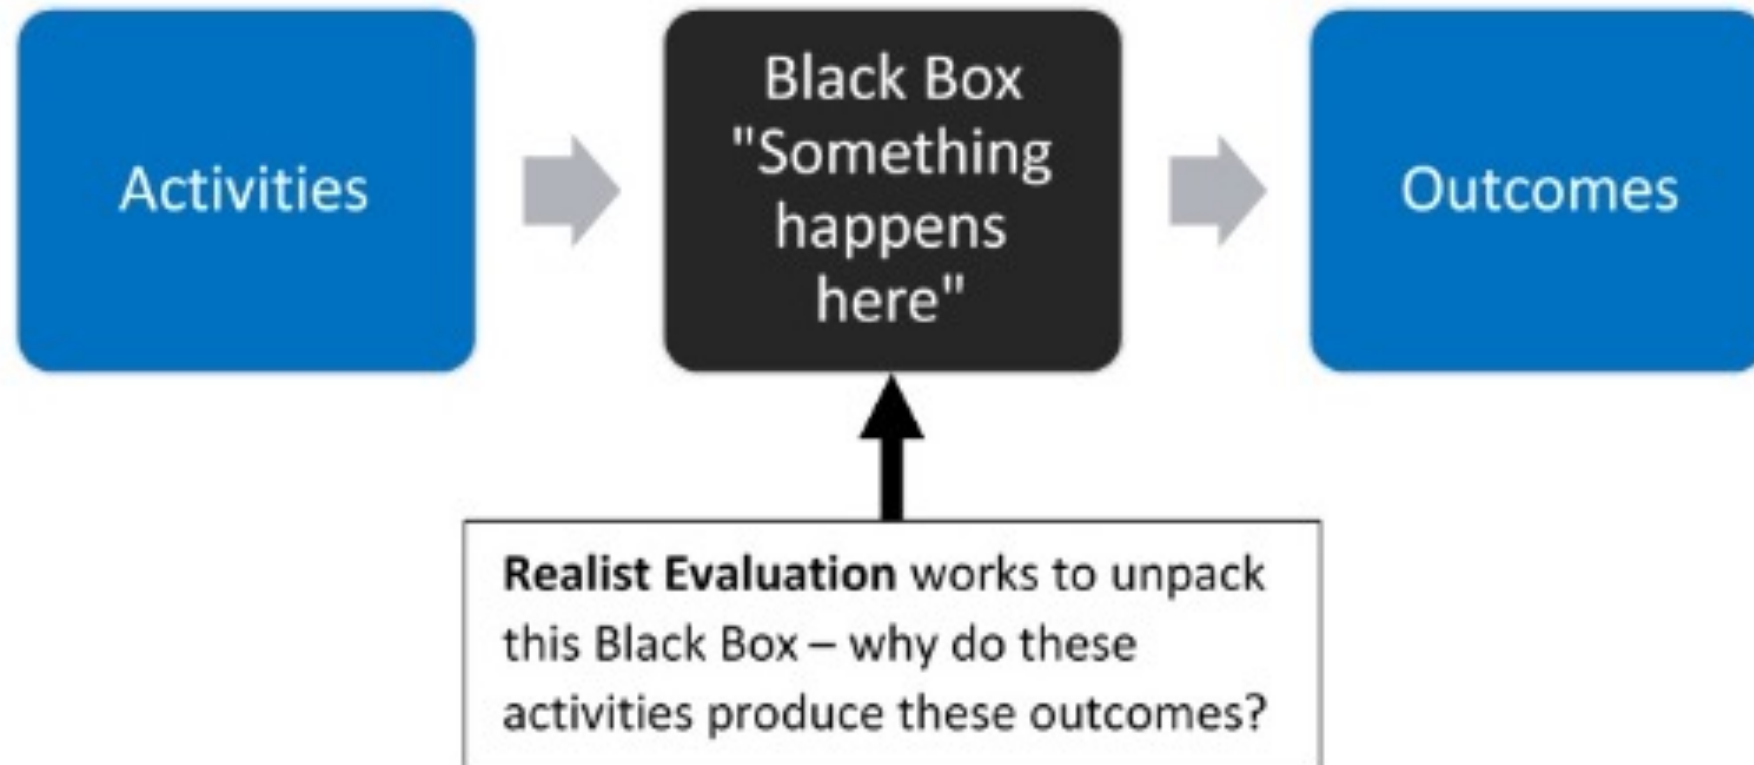 Activities
Black Box
"Something
happens
here"
Outcomes
Realist Evaluation works to unpack
this Black Box – why do these
activities produce these outcomes?